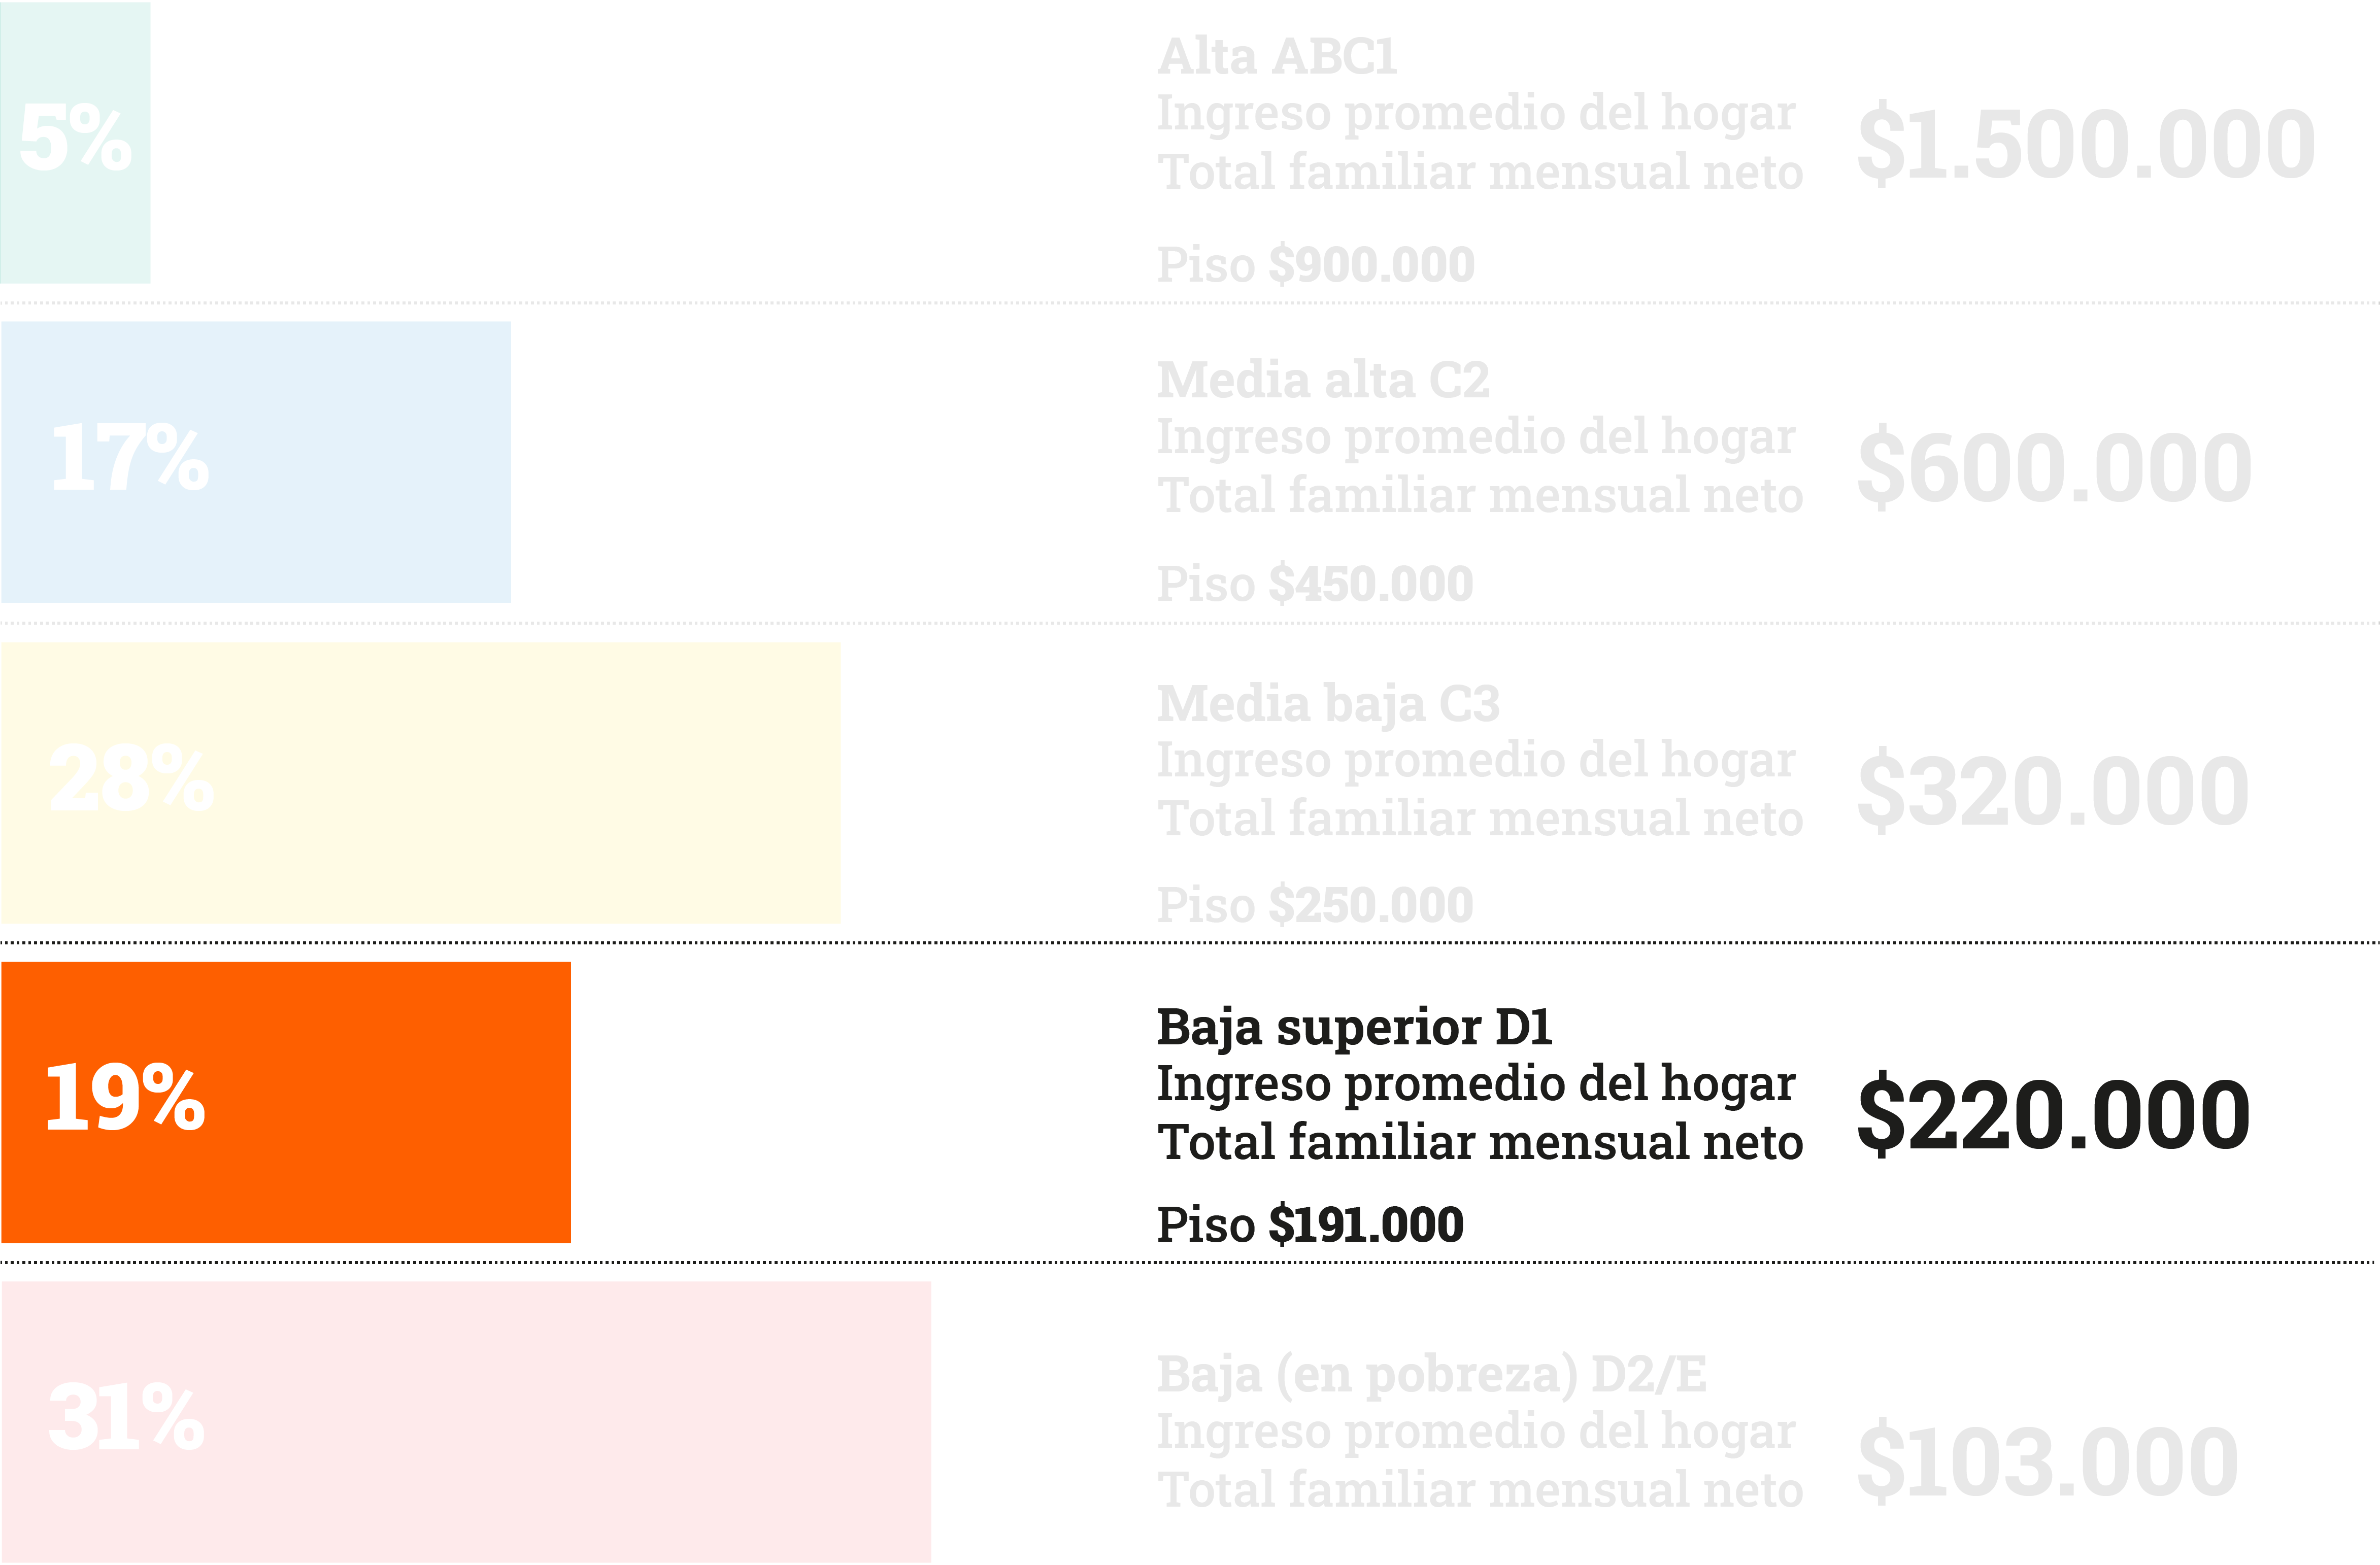 5%
Alta ABC1
Ingreso promedio del hogar
Total familiar mensual neto
$1.500.000
Piso $900.000
17%
Media alta C2
Ingreso promedio del hogar
Total familiar mensual neto
$600.000
Piso $450.000
28%
Media baja C3
Ingreso promedio del hogar
Total familiar mensual neto
$320.000
Piso $250.000
19%
Baja superior D1
Ingreso promedio del hogar
Total familiar mensual neto
$220.000
Piso $191.000
31%
Baja (en pobreza) D2/E
Ingreso promedio del hogar
Total familiar mensual neto
$103.000